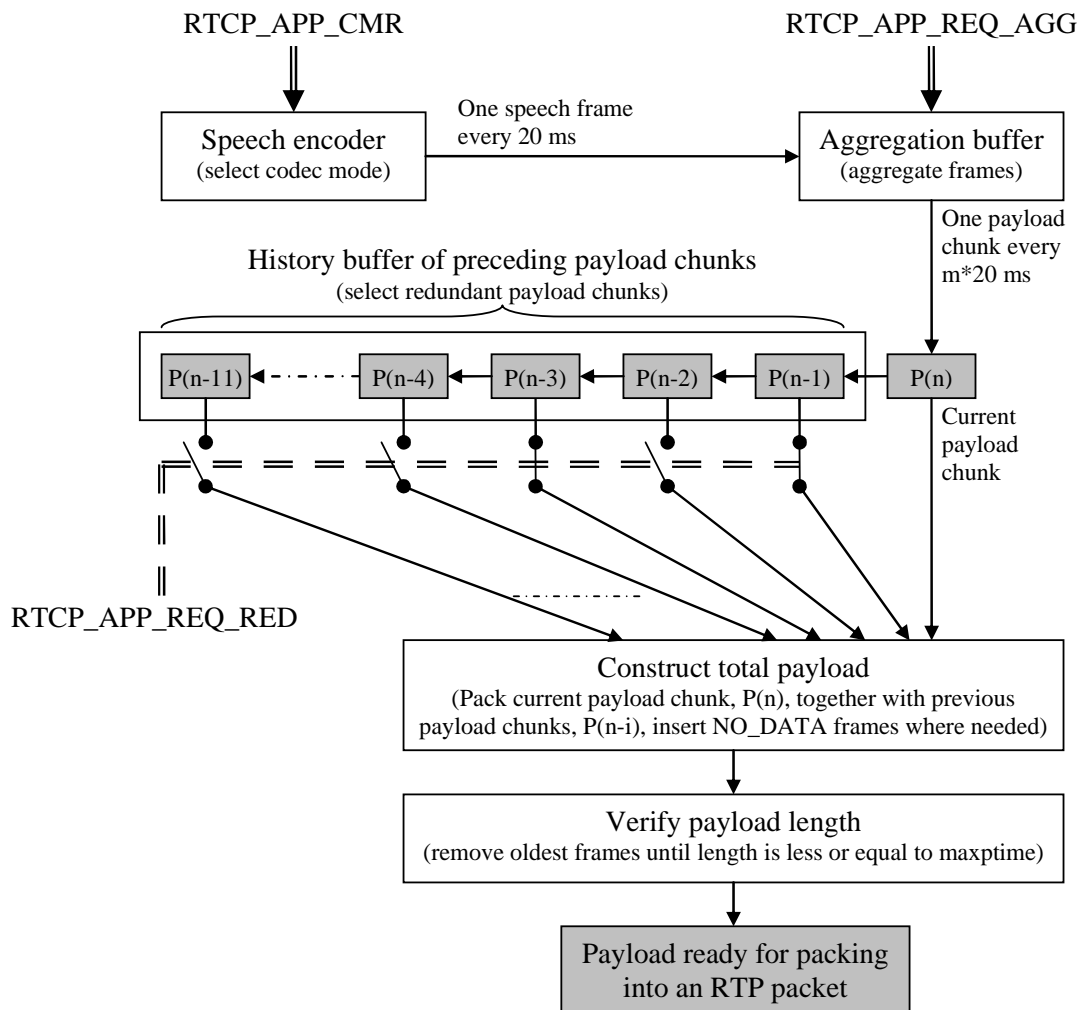 RTCP_APP_CMR
RTCP_APP_REQ_AGG
Speech encoder
(select codec mode)
One speech frame
every 20 ms
Aggregation buffer
(aggregate frames)
One payload
chunk every
m*20 ms
History buffer of preceding payload chunks
(select redundant payload chunks)
P(n-11)
P(n-4)
P(n-3)
P(n-2)
P(n-1)
P(n)
Current
payload
chunk
RTCP_APP_REQ_RED
Construct total payload
(Pack current payload chunk, P(n), together with previous
payload chunks, P(n-i), insert NO_DATA frames where needed)
Verify payload length
(remove oldest frames until length is less or equal to maxptime)
Payload ready for packing
into an RTP packet